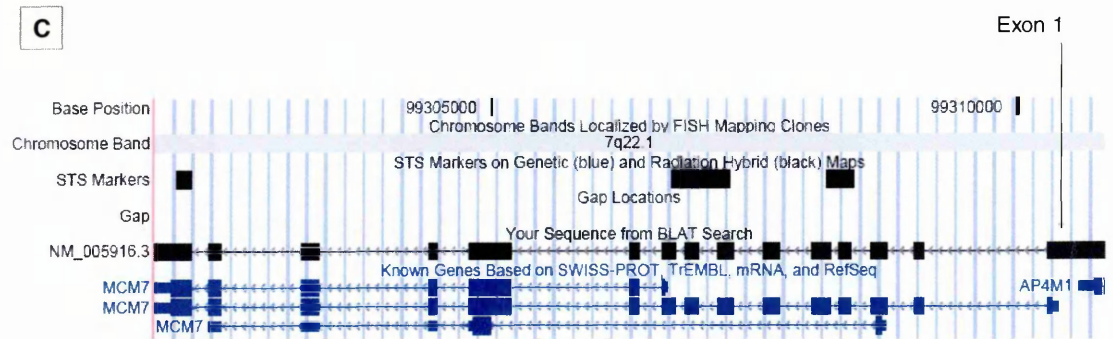 C
Exon 1
Base Position 99305000 99310000
Chromosome Bands Localized by FISH Mapping Clones
Chromosome Band 7q22.1
STS Markers on Genetic (blue) and Radiation Hybrid (black) Maps
STS Markers
Gap Locations
Gap
Your Sequence from BLAT Search
NM_005916.3
Known Genes Based on SWISS-PROT, TrEMBL, mRNA, and RefSeq
MCM7 AP4M1
MCM7
MCM7